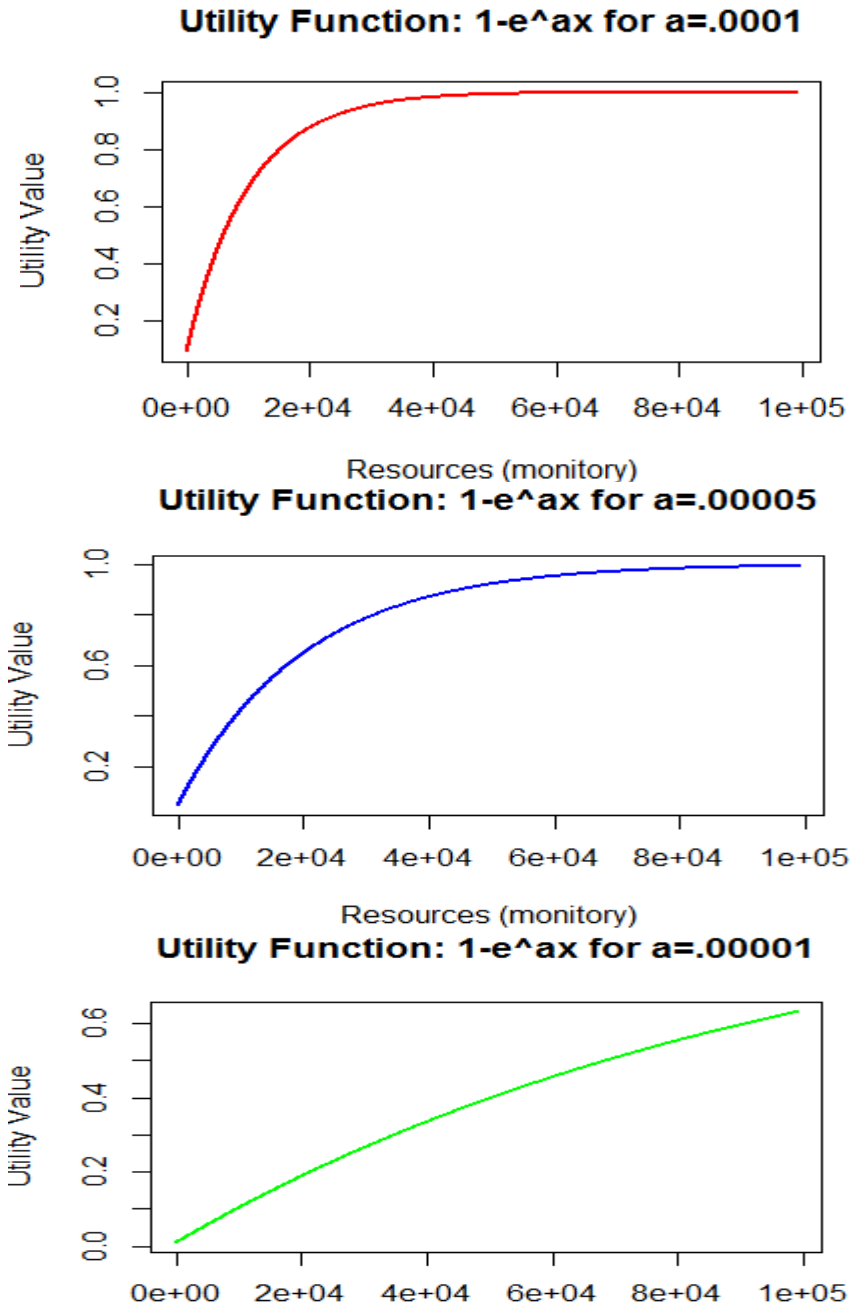 Utility Function: 1-e^ax for a=.0001
Utility Value
1.0
0.8
0.6
0.4
0.2
0e+00 2e+04 4e+04 6e+04 8e+04 1e+05
Resources (monitory)
Utility Function: 1-e^ax for a=.00005
Utility Value
1.0
0.6
0.2
0e+00 2e+04 4e+04 6e+04 8e+04 1e+05
Resources (monitory)
Utility Function: 1-e^ax for a=.00001
Utility Value
0.6
0.4
0.2
0.0
0e+00 2e+04 4e+04 6e+04 8e+04 1e+05